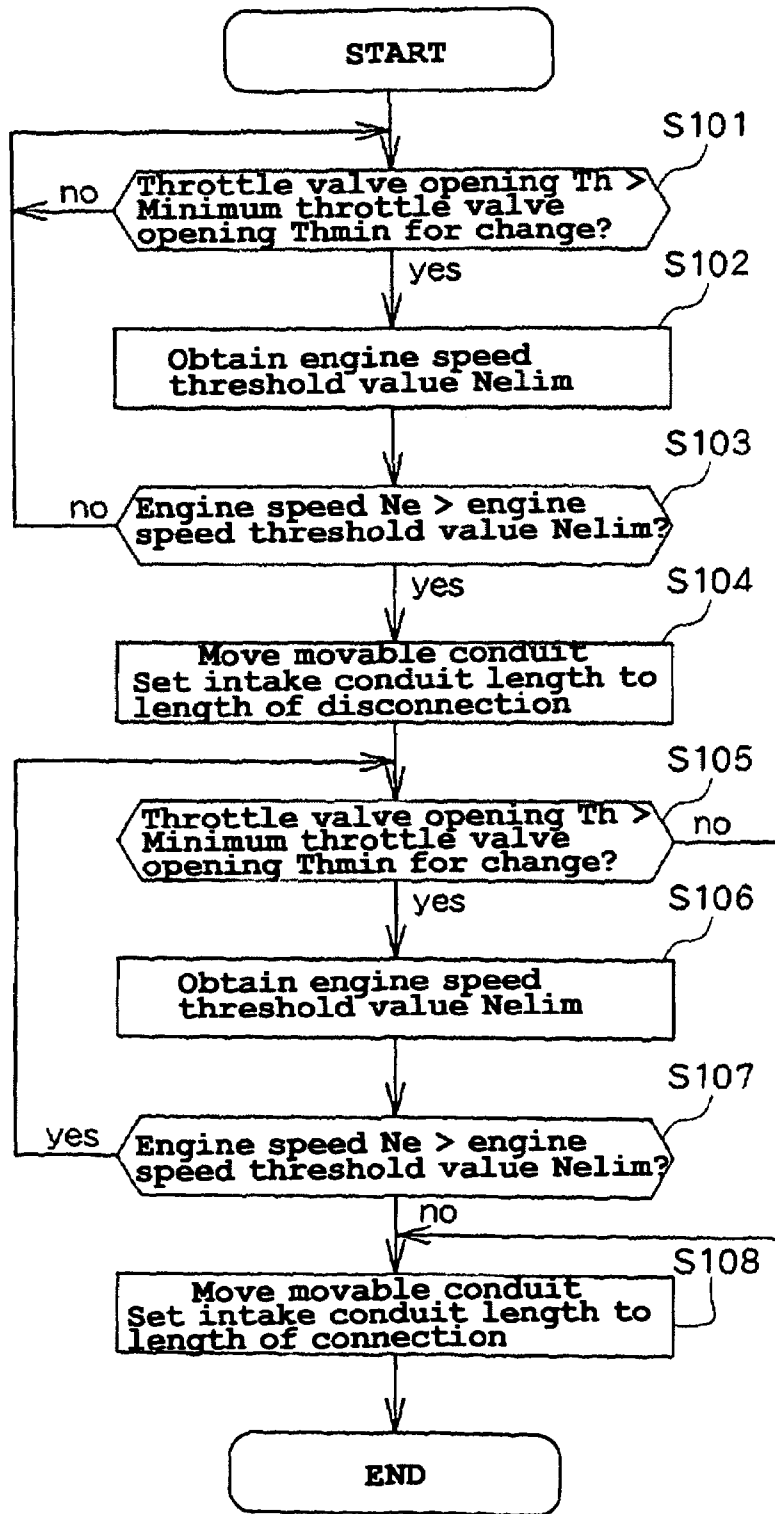 START
S101
no
Throttle valve opening Th >
Minimum throttle valve
opening Thmin for change?
yes
S102
Obtain engine speed
threshold value Nelim
S103
no
Engine speed Ne > engine
speed threshold value Nelim?
yes
S104
Move movable conduit
Set intake conduit length to
length of disconnection
S105
Throttle valve opening Th >
Minimum throttle valve
opening Thmin for change?
no
yes
S106
Obtain engine speed
threshold value Nelim
S107
yes
Engine speed Ne > engine
speed threshold value Nelim?
no
S108
Move movable conduit
Set intake conduit length to
length of connection
END